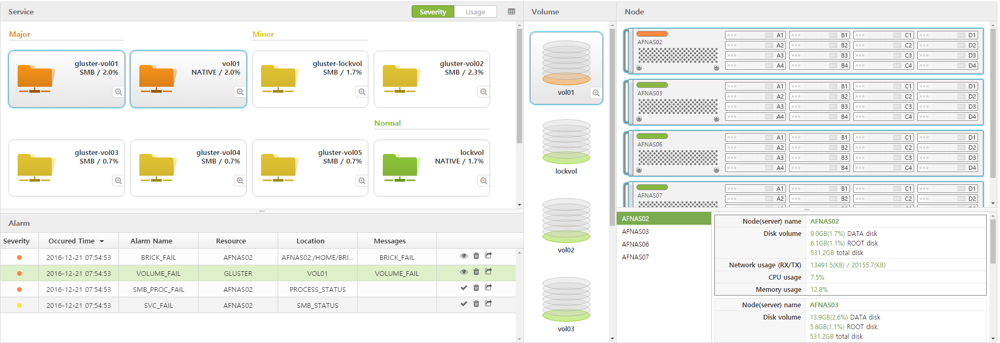 Service
Severity
Usage
Major
Minor
gluster-vol01
SMB / 2.0%
vol01
NATIVE / 2.0%
gluster-lockvol
SMB / 1.7%
gluster-vol02
SMB / 2.3%
Normal
gluster-vol03
SMB / 0.7%
gluster-vol04
SMB / 0.7%
gluster-vol05
SMB / 0.7%
lockvol
NATIVE / 1.7%
Alarm
Severity Occured Time Alarm Name Resource Location Messages
2016-12-21 07:54:53 BRICK_FAIL AFNAS02 AFNAS02:/HOME/BRI... BRICK_FAIL
2016-12-21 07:54:53 VOLUME_FAIL GLUSTER VOL01 VOLUME_FAIL
2016-12-21 07:54:53 SMB_PROC_FAIL AFNAS02 PROCESS_STATUS
2016-12-21 07:54:53 SVC_FAIL AFNAS02 SMB_STATUS
Volume
vol01
lockvol
vol02
vol03
Node
AFNAS02
A1 B1 C1 D1
A2 B2 C2 D2
A3 B3 C3 D3
A4 B4 C4 D4
AFNAS03
A1 B1 C1 D1
A2 B2 C2 D2
A3 B3 C3 D3
A4 B4 C4 D4
AFNAS06
A1 B1 C1 D1
A2 B2 C2 D2
A3 B3 C3 D3
A4 B4 C4 D4
AFNAS07
A1 B1 C1 D1
A2 B2 C2 D2
AFNAS02
AFNAS03
AFNAS06
AFNAS07
Node(server) name AFNAS02
Disk volume 9.0GB(1.7%) DATA disk
6.1GB(1.1%) ROOT disk
531.2GB total disk
Network usage (RX/TX) 13491.5(KB) / 20155.7(KB)
CPU usage 7.5%
Memory usage 12.8%
Node(server) name AFNAS03
Disk volume 13.9GB(2.6%) DATA disk
5.8GB(1.1%) ROOT disk
531.2GB total disk